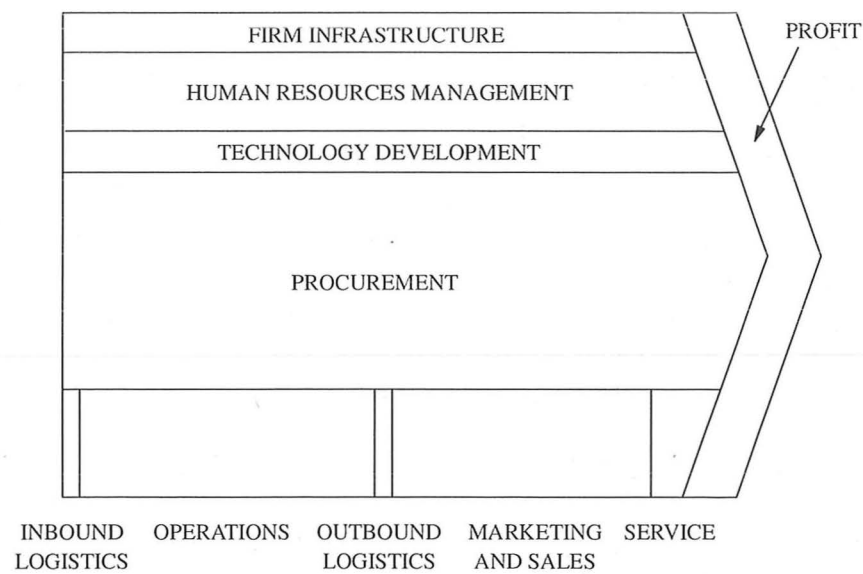 FIRM INFRASTRUCTURE
PROFIT
HUMAN RESOURCES MANAGEMENT
TECHNOLOGY DEVELOPMENT
PROCUREMENT
INBOUND LOGISTICS
OPERATIONS
OUTBOUND LOGISTICS
MARKETING AND SALES
SERVICE